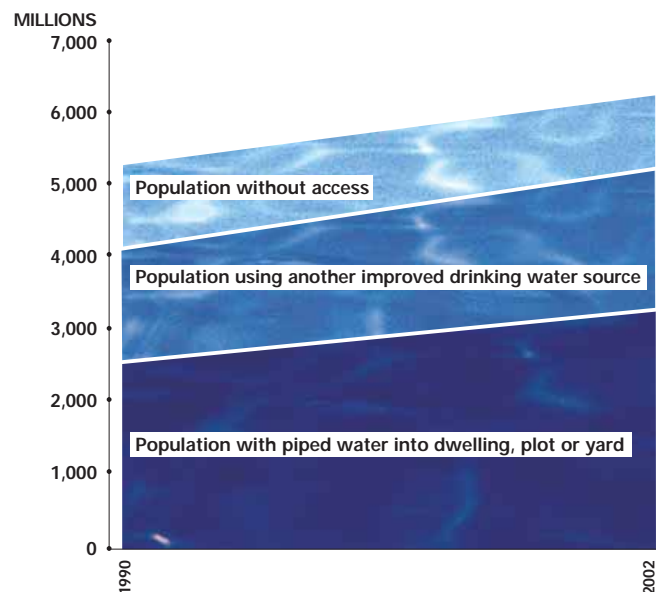 MILLIONS
7,000
6,000
5,000
4,000
3,000
2,000
1,000
0
Population without access
Population using another improved drinking water source
Population with piped water into dwelling, plot or yard
1990
2002